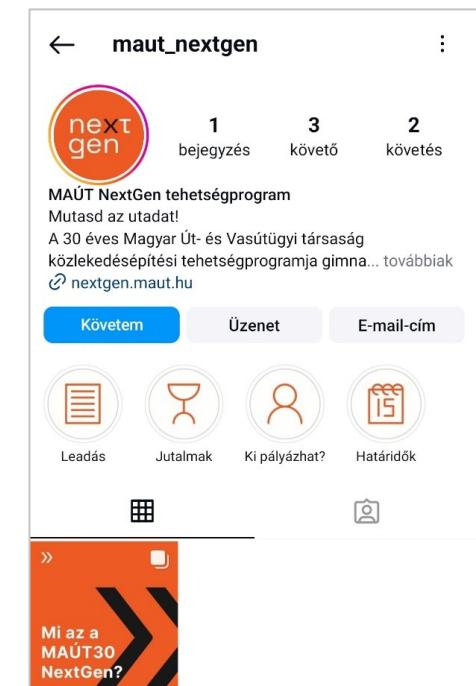 maut_nextgen
next
gen
1
bejegyzés
3
követő
2
követés
MAÚT NextGen tehetségprogram
Mutasd az utadat!
A 30 éves Magyar Út- és Vasútügyi társaság
közlekedésépítési tehetségprogramja gimna... továbbiak
nextgen.maut.hu
Követem
Üzenet
E-mail-cím
15
Leadás
Jutalmak
Ki pályázhat?
Határidők
Mi az a
MAÚT30
NextGen?